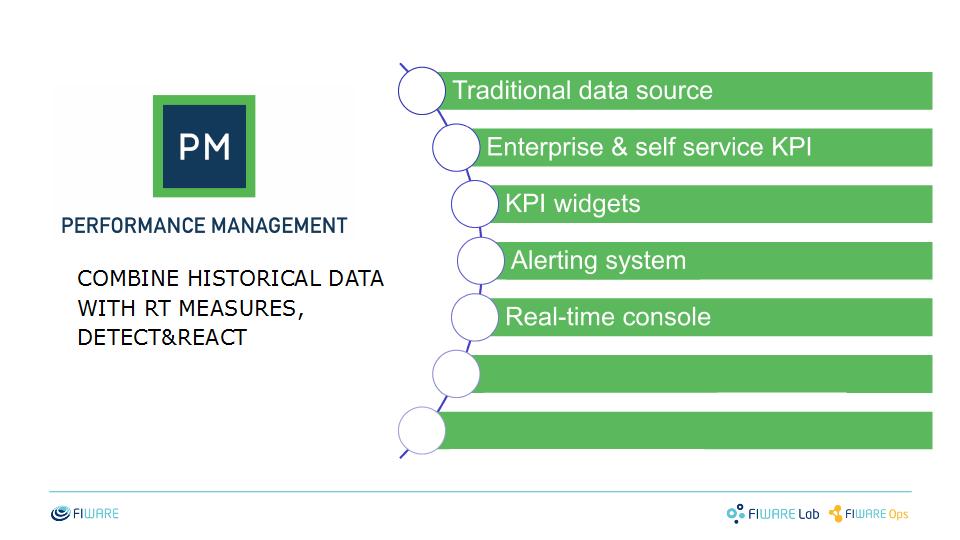 PM
PERFORMANCE MANAGEMENT
COMBINE HISTORICAL DATA
WITH RT MEASURES,
DETECT&REACT
Traditional data source
Enterprise & self service KPI
KPI widgets
Alerting system
Real-time console
FIWARE
FIWARE Lab
FIWARE Ops